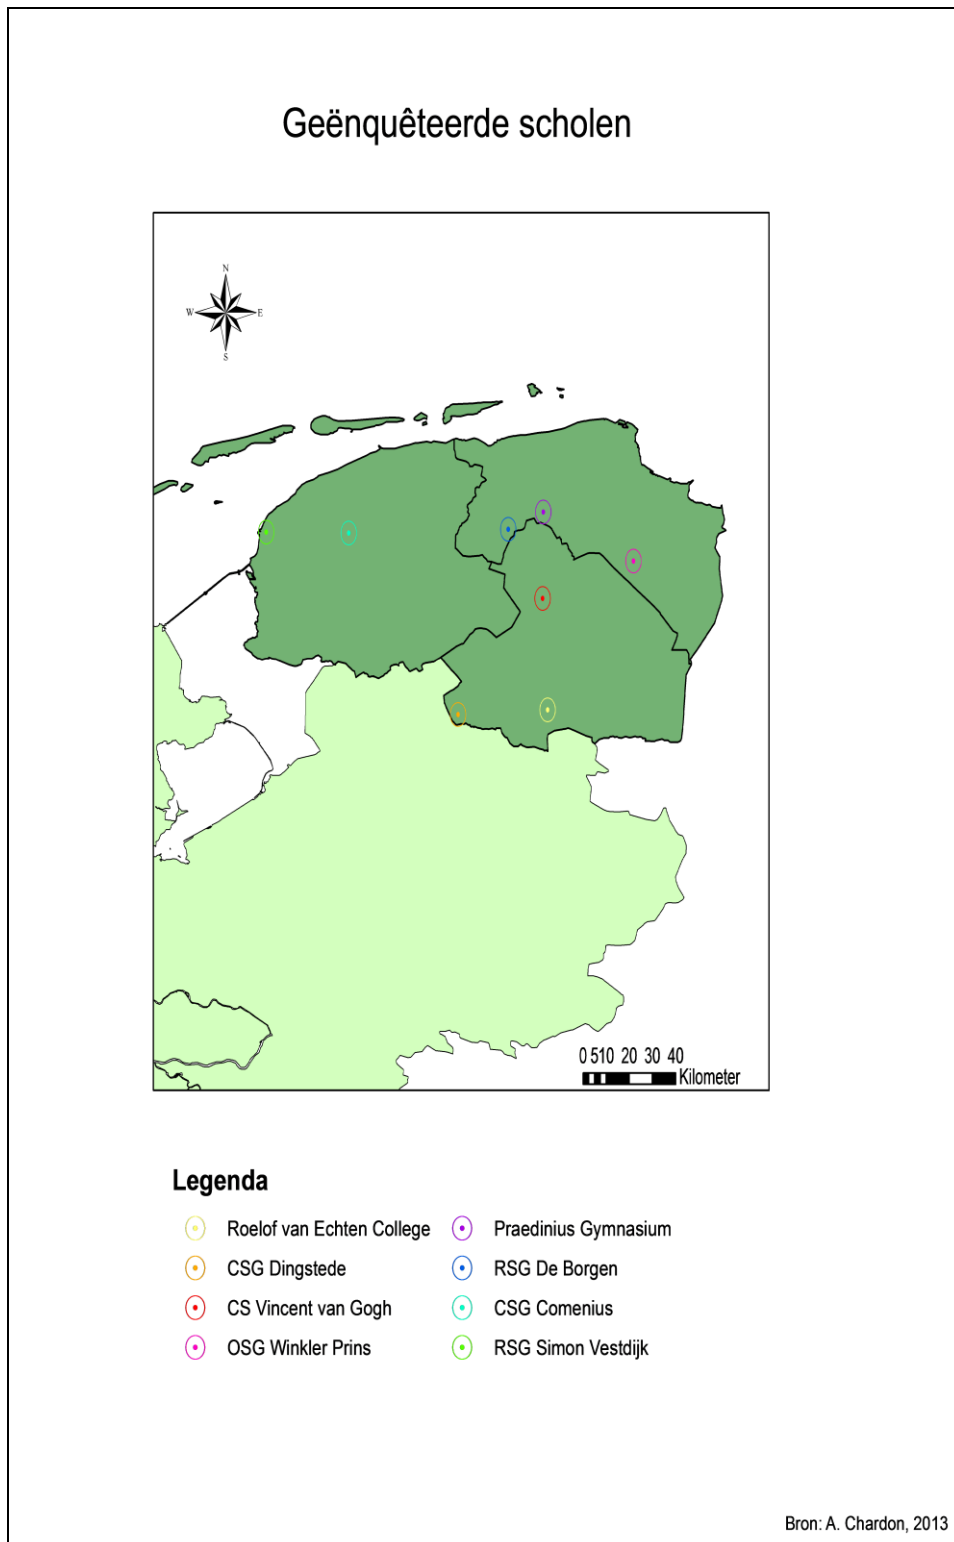 Geënquêteerde scholen
N
W E
S
0 510 20 30 40
Kilometer
Legenda
Roelof van Echten College
CSG Dingstede
CS Vincent van Gogh
OSG Winkler Prins
Praedinius Gymnasium
RSG De Borgen
CSG Comenius
RSG Simon Vestdijk
Bron: A. Chardon, 2013